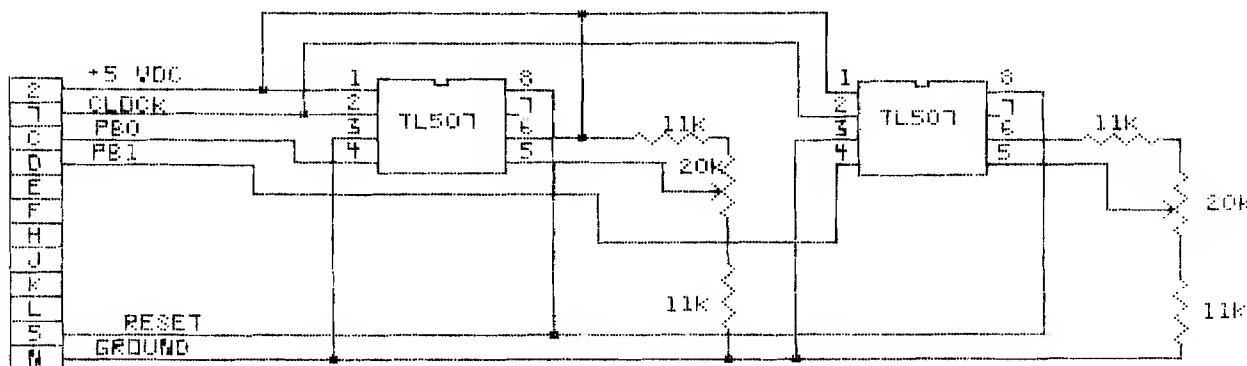 +5 VDC
CLOCK
PB0
PB1
RESET
GROUND
2
7
C
D
E
F
H
J
K
L
5
N
1
2
3
4
TL507
8
7
6
5
11k
20k
11k
1
2
3
4
TL507
8
7
6
5
11k
20k
11k